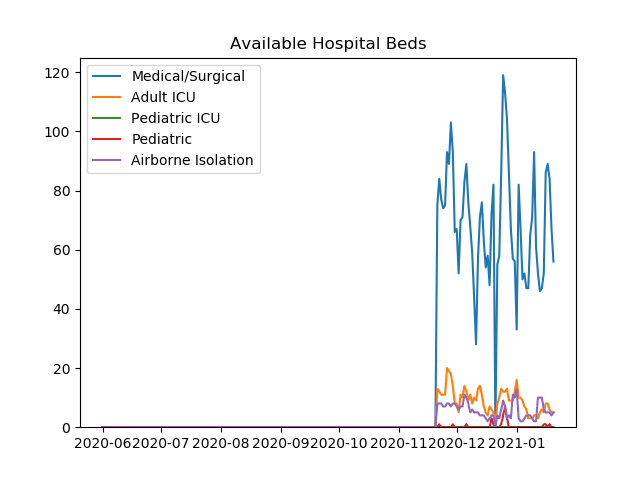 Available Hospital Beds
120
100
80
60
40
20
0
Medical/Surgical
Adult ICU
Pediatric ICU
Pediatric
Airborne Isolation
2020-06 2020-07 2020-08 2020-09 2020-10 2020-11 2020-12 2021-01